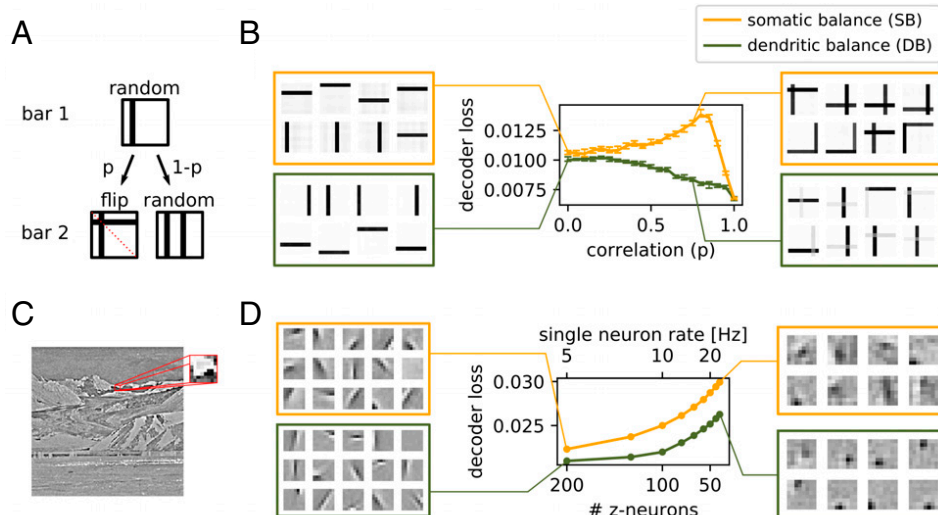 A
B
somatic balance (SB)
dendritic balance (DB)
random
bar 1
p
1-p
flip
random
bar 2
decoder loss
0.0125
0.0100
0.0075
0.0
0.5
1.0
correlation (p)
C
D
single neuron rate [Hz]
5
10
20
decoder loss
0.030
0.025
200
100
50
# z-neurons